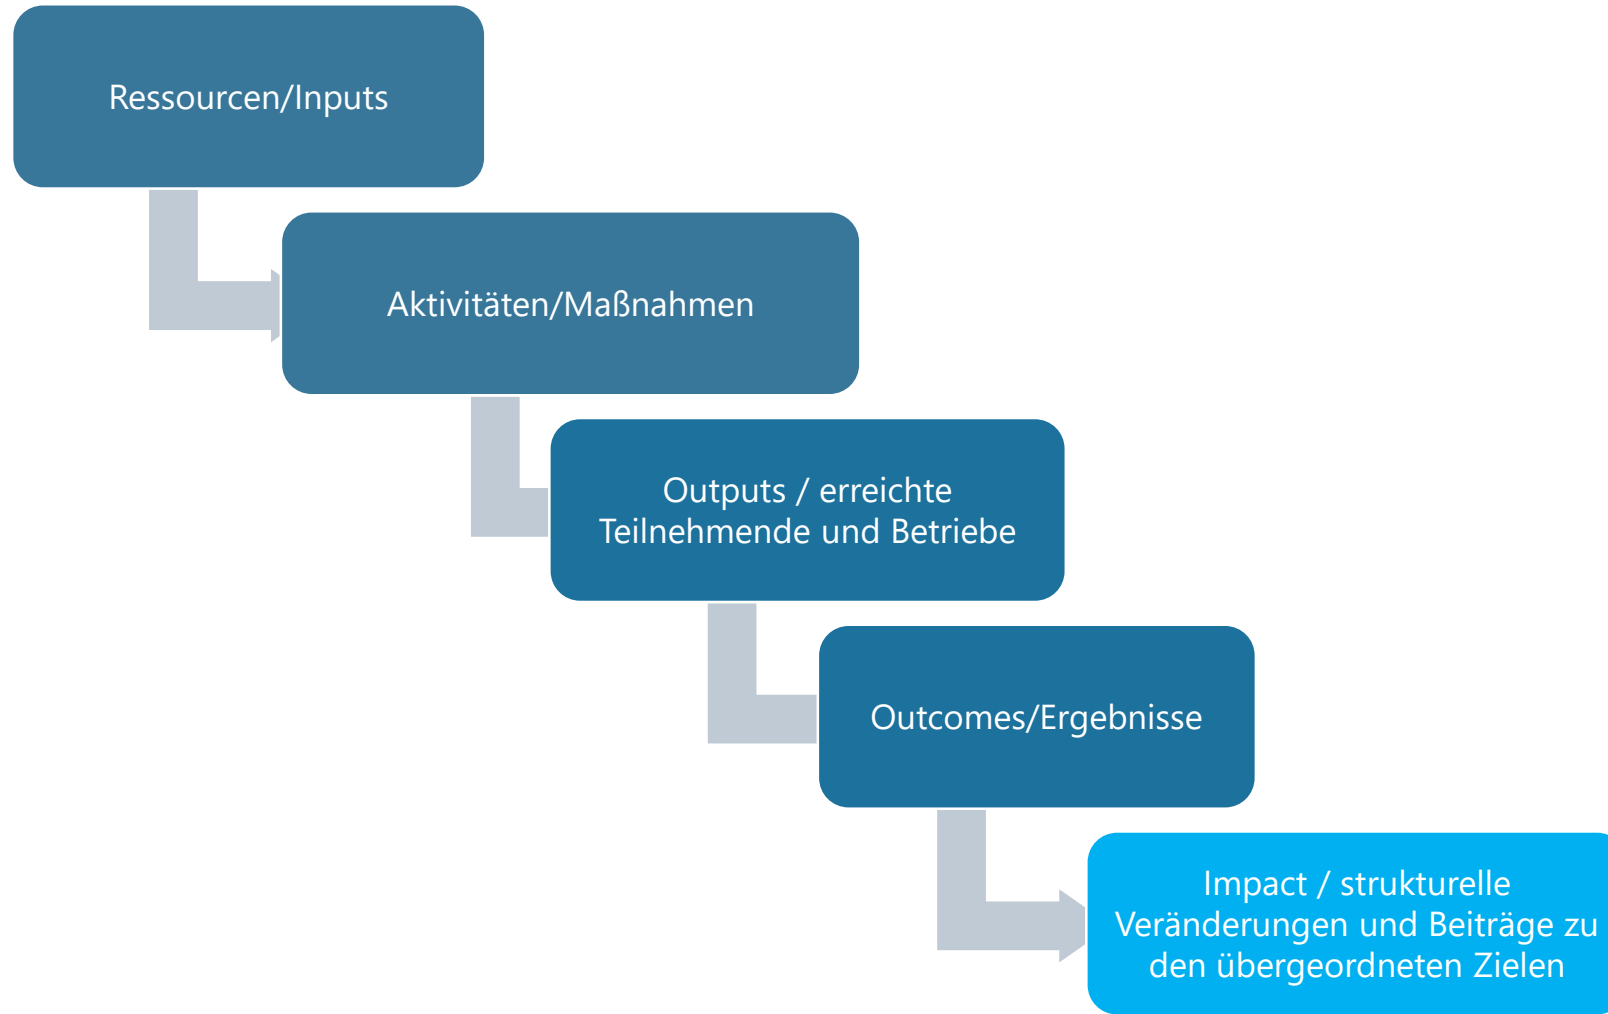 Ressourcen/Inputs
Aktivitäten/Maßnahmen
Outputs / erreichte
Teilnehmende und Betriebe
Outcomes/Ergebnisse
Impact / strukturelle
Veränderungen und Beiträge zu
den übergeordneten Zielen